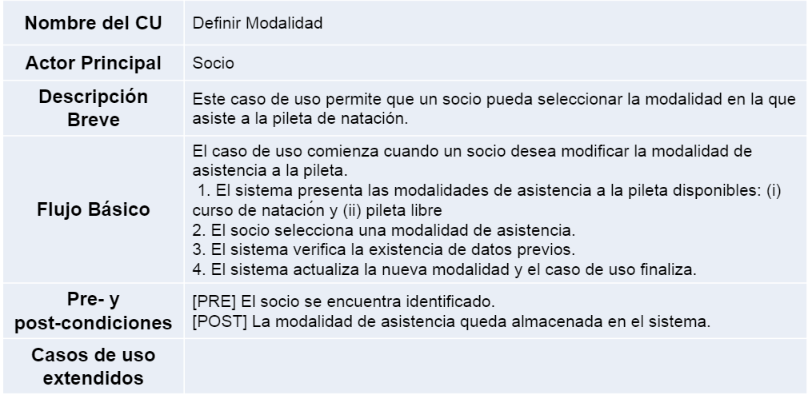 Nombre del CU
Definir Modalidad
Actor Principal
Socio
Descripción
Breve
Este caso de uso permite que un socio pueda seleccionar la modalidad en la que
asiste a la pileta de natación.
Flujo Básico
El caso de uso comienza cuando un socio desea modificar la modalidad de
asistencia a la pileta.
1. El sistema presenta las modalidades de asistencia a la pileta disponibles: (i)
curso de natación y (ii) pileta libre
2. El socio selecciona una modalidad de asistencia.
3. El sistema verifica la existencia de datos previos.
4. El sistema actualiza la nueva modalidad y el caso de uso finaliza.
Pre- y
post-condiciones
[PRE] El socio se encuentra identificado.
[POST] La modalidad de asistencia queda almacenada en el sistema.
Casos de uso
extendidos